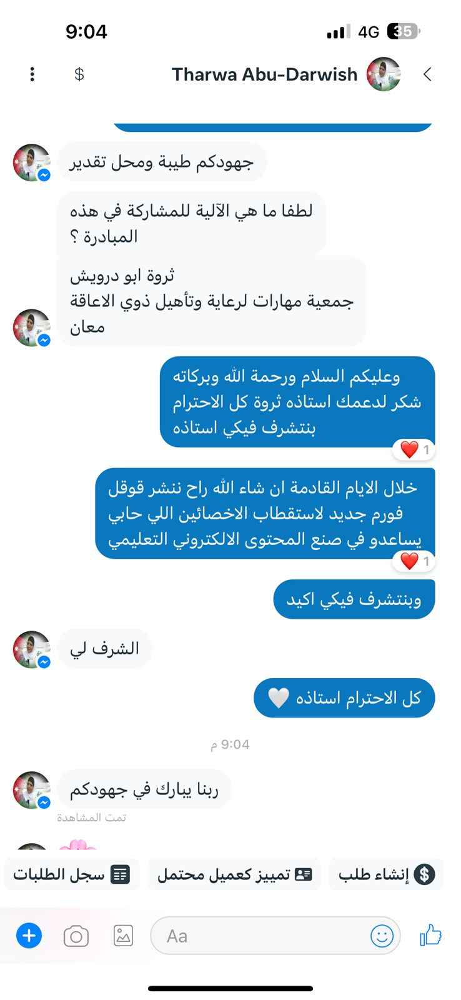 9:04
4G
35
$
Tharwa Abu-Darwish
جهودكم طيبة ومحل تقدير
لطفا ما هي الآلية للمشاركة في هذه
المبادرة ؟
ثروة ابو درويش
جمعية مهارات لرعاية وتأهيل ذوي الاعاقة
معان
وعليكم السلام ورحمة الله وبركاته
شكر لدعمك استاذه ثروة كل الاحترام
بنتشرف فيكي استاذه
❤️ 1
خلال الايام القادمة ان شاء الله راح ننشر قوقل
فورم جديد لاستقطاب الاخصائين اللي حابي
يساعدو في صنع المحتوى الالكتروني التعليمي
❤️ 1
وبنتشرف فيكي اكيد
الشرف لي
كل الاحترام استاذه 🤍
9:04 م
ربنا يبارك في جهودكم
تمت المشاهدة
إنشاء طلب
تمييز كعميل محتمل
سجل الطلبات
Aa